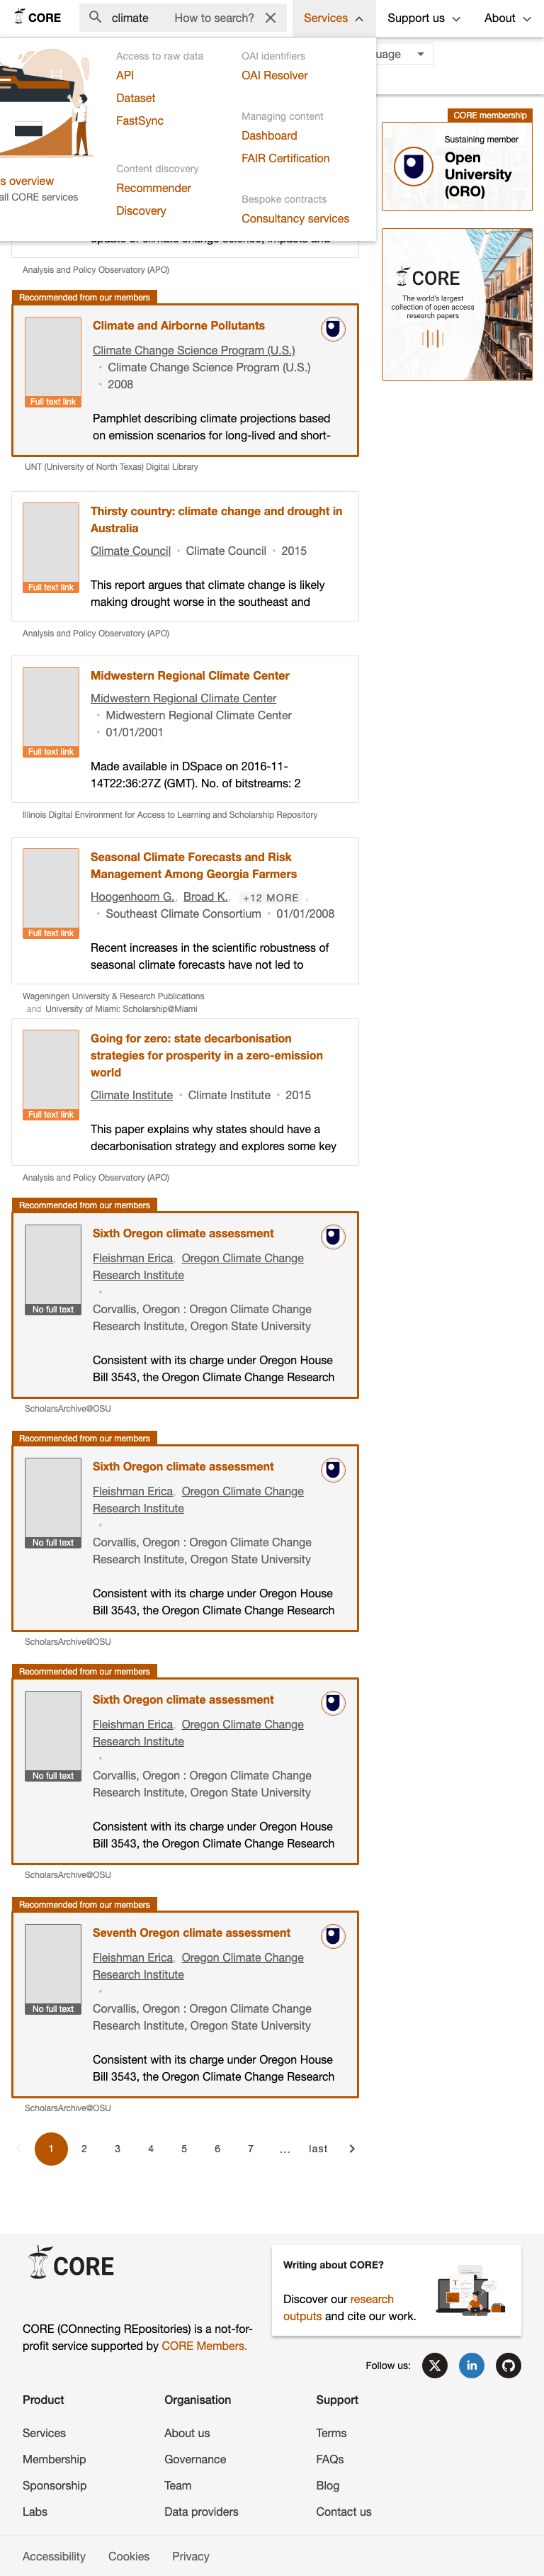 CORE
climate
How to search?
Services
Support us
About
uage
Access to raw data
API
Dataset
FastSync
Content discovery
Recommender
Discovery
OAI identifiers
OAI Resolver
Managing content
Dashboard
FAIR Certification
Bespoke contracts
Consultancy services
s overview
all CORE services
CORE membership
Sustaining member
Open
University
(ORO)
CORE
The world's largest
collection of open access
research papers
update of climate change science, impacts and
Analysis and Policy Observatory (APO)
Recommended from our members
Full text link
Climate and Airborne Pollutants
Climate Change Science Program (U.S.)
• Climate Change Science Program (U.S.)
• 2008
Pamphlet describing climate projections based
on emission scenarios for long-lived and short-
UNT (University of North Texas) Digital Library
Full text link
Thirsty country: climate change and drought in
Australia
Climate Council • Climate Council • 2015
This report argues that climate change is likely
making drought worse in the southeast and
Analysis and Policy Observatory (APO)
Full text link
Midwestern Regional Climate Center
Midwestern Regional Climate Center
• Midwestern Regional Climate Center
• 01/01/2001
Made available in DSpace on 2016-11-
14T22:36:27Z (GMT). No. of bitstreams: 2
Illinois Digital Environment for Access to Learning and Scholarship Repository
Full text link
Seasonal Climate Forecasts and Risk
Management Among Georgia Farmers
Hoogenhoom G., Broad K., +12 MORE ,
• Southeast Climate Consortium • 01/01/2008
Recent increases in the scientific robustness of
seasonal climate forecasts have not led to
Wageningen University & Research Publications
and University of Miami: Scholarship@Miami
Full text link
Going for zero: state decarbonisation
strategies for prosperity in a zero-emission
world
Climate Institute • Climate Institute • 2015
This paper explains why states should have a
decarbonisation strategy and explores some key
Analysis and Policy Observatory (APO)
Recommended from our members
No full text
Sixth Oregon climate assessment
Fleishman Erica, Oregon Climate Change
Research Institute
•
Corvallis, Oregon : Oregon Climate Change
Research Institute, Oregon State University
Consistent with its charge under Oregon House
Bill 3543, the Oregon Climate Change Research
ScholarsArchive@OSU
Recommended from our members
No full text
Sixth Oregon climate assessment
Fleishman Erica, Oregon Climate Change
Research Institute
•
Corvallis, Oregon : Oregon Climate Change
Research Institute, Oregon State University
Consistent with its charge under Oregon House
Bill 3543, the Oregon Climate Change Research
ScholarsArchive@OSU
Recommended from our members
No full text
Sixth Oregon climate assessment
Fleishman Erica, Oregon Climate Change
Research Institute
•
Corvallis, Oregon : Oregon Climate Change
Research Institute, Oregon State University
Consistent with its charge under Oregon House
Bill 3543, the Oregon Climate Change Research
ScholarsArchive@OSU
Recommended from our members
No full text
Seventh Oregon climate assessment
Fleishman Erica, Oregon Climate Change
Research Institute
•
Corvallis, Oregon : Oregon Climate Change
Research Institute, Oregon State University
Consistent with its charge under Oregon House
Bill 3543, the Oregon Climate Change Research
ScholarsArchive@OSU
1 2 3 4 5 6 7 ... last
CORE
CORE (COnnecting REpositories) is a not-for-
profit service supported by CORE Members.
Writing about CORE?
Discover our research
outputs and cite our work.
Follow us:
X
in
Product
Services
Membership
Sponsorship
Labs
Organisation
About us
Governance
Team
Data providers
Support
Terms
FAQs
Blog
Contact us
Accessibility
Cookies
Privacy